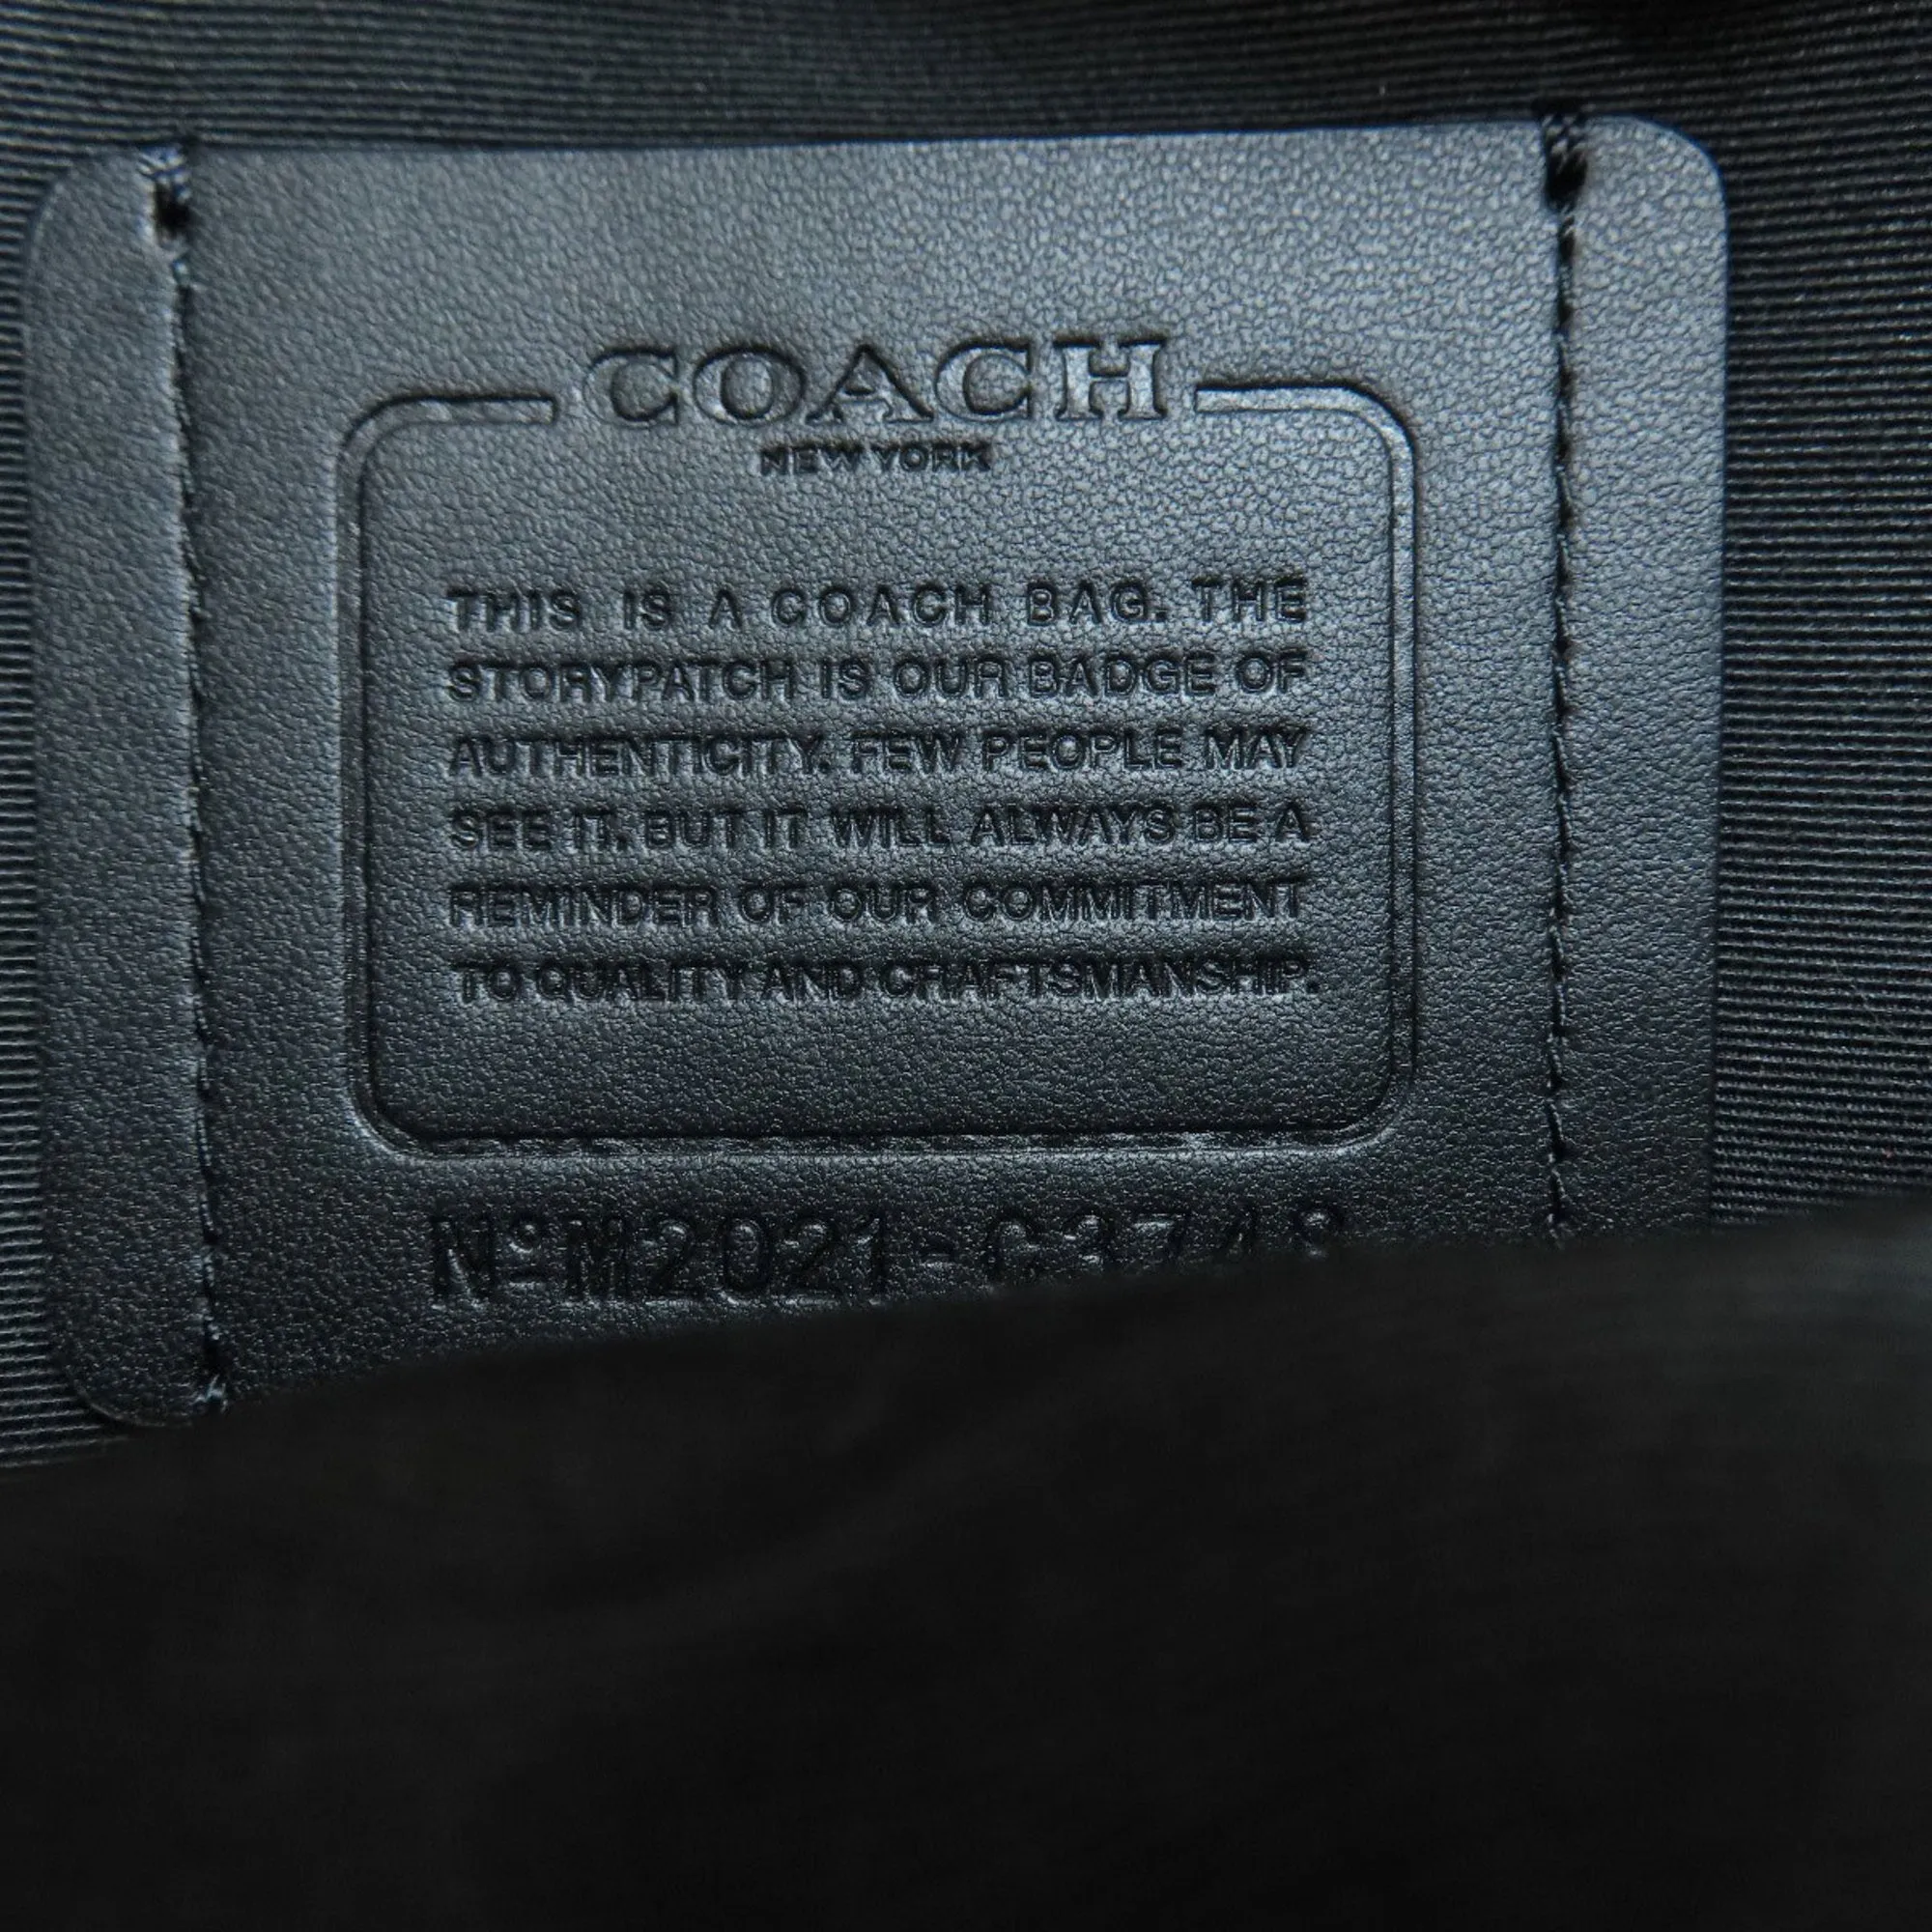 COACH
NEW YORK
THIS IS A COACH BAG. THE
STORYPATCH IS OUR BADGE OF
AUTHENTICITY. FEW PEOPLE MAY
SEE IT. BUT IT WILL ALWAYS BE A
REMINDER OF OUR COMMITMENT
TO QUALITY AND CRAFTSMANSHIP.
NºM2021-C3748